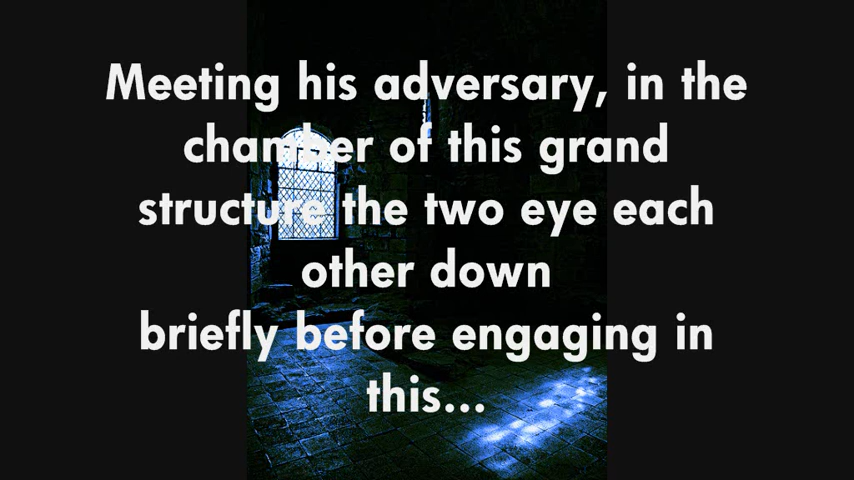 Meeting his adversary, in the
chamber of this grand
structure the two eye each
other down
briefly before engaging in
this...